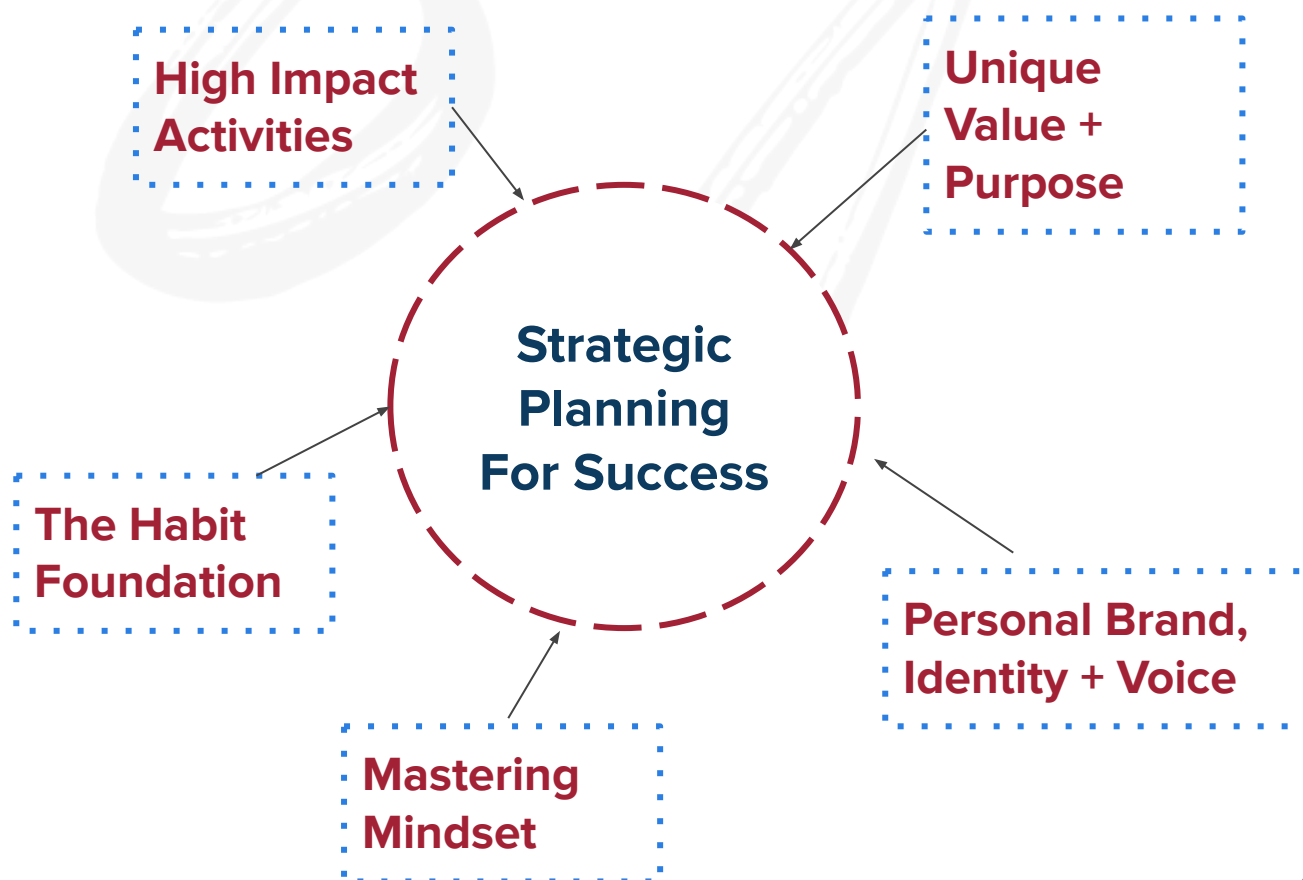 High Impact
Activities
Unique
Value +
Purpose
Strategic
Planning
For Success
The Habit
Foundation
Personal Brand,
Identity + Voice
Mastering
Mindset